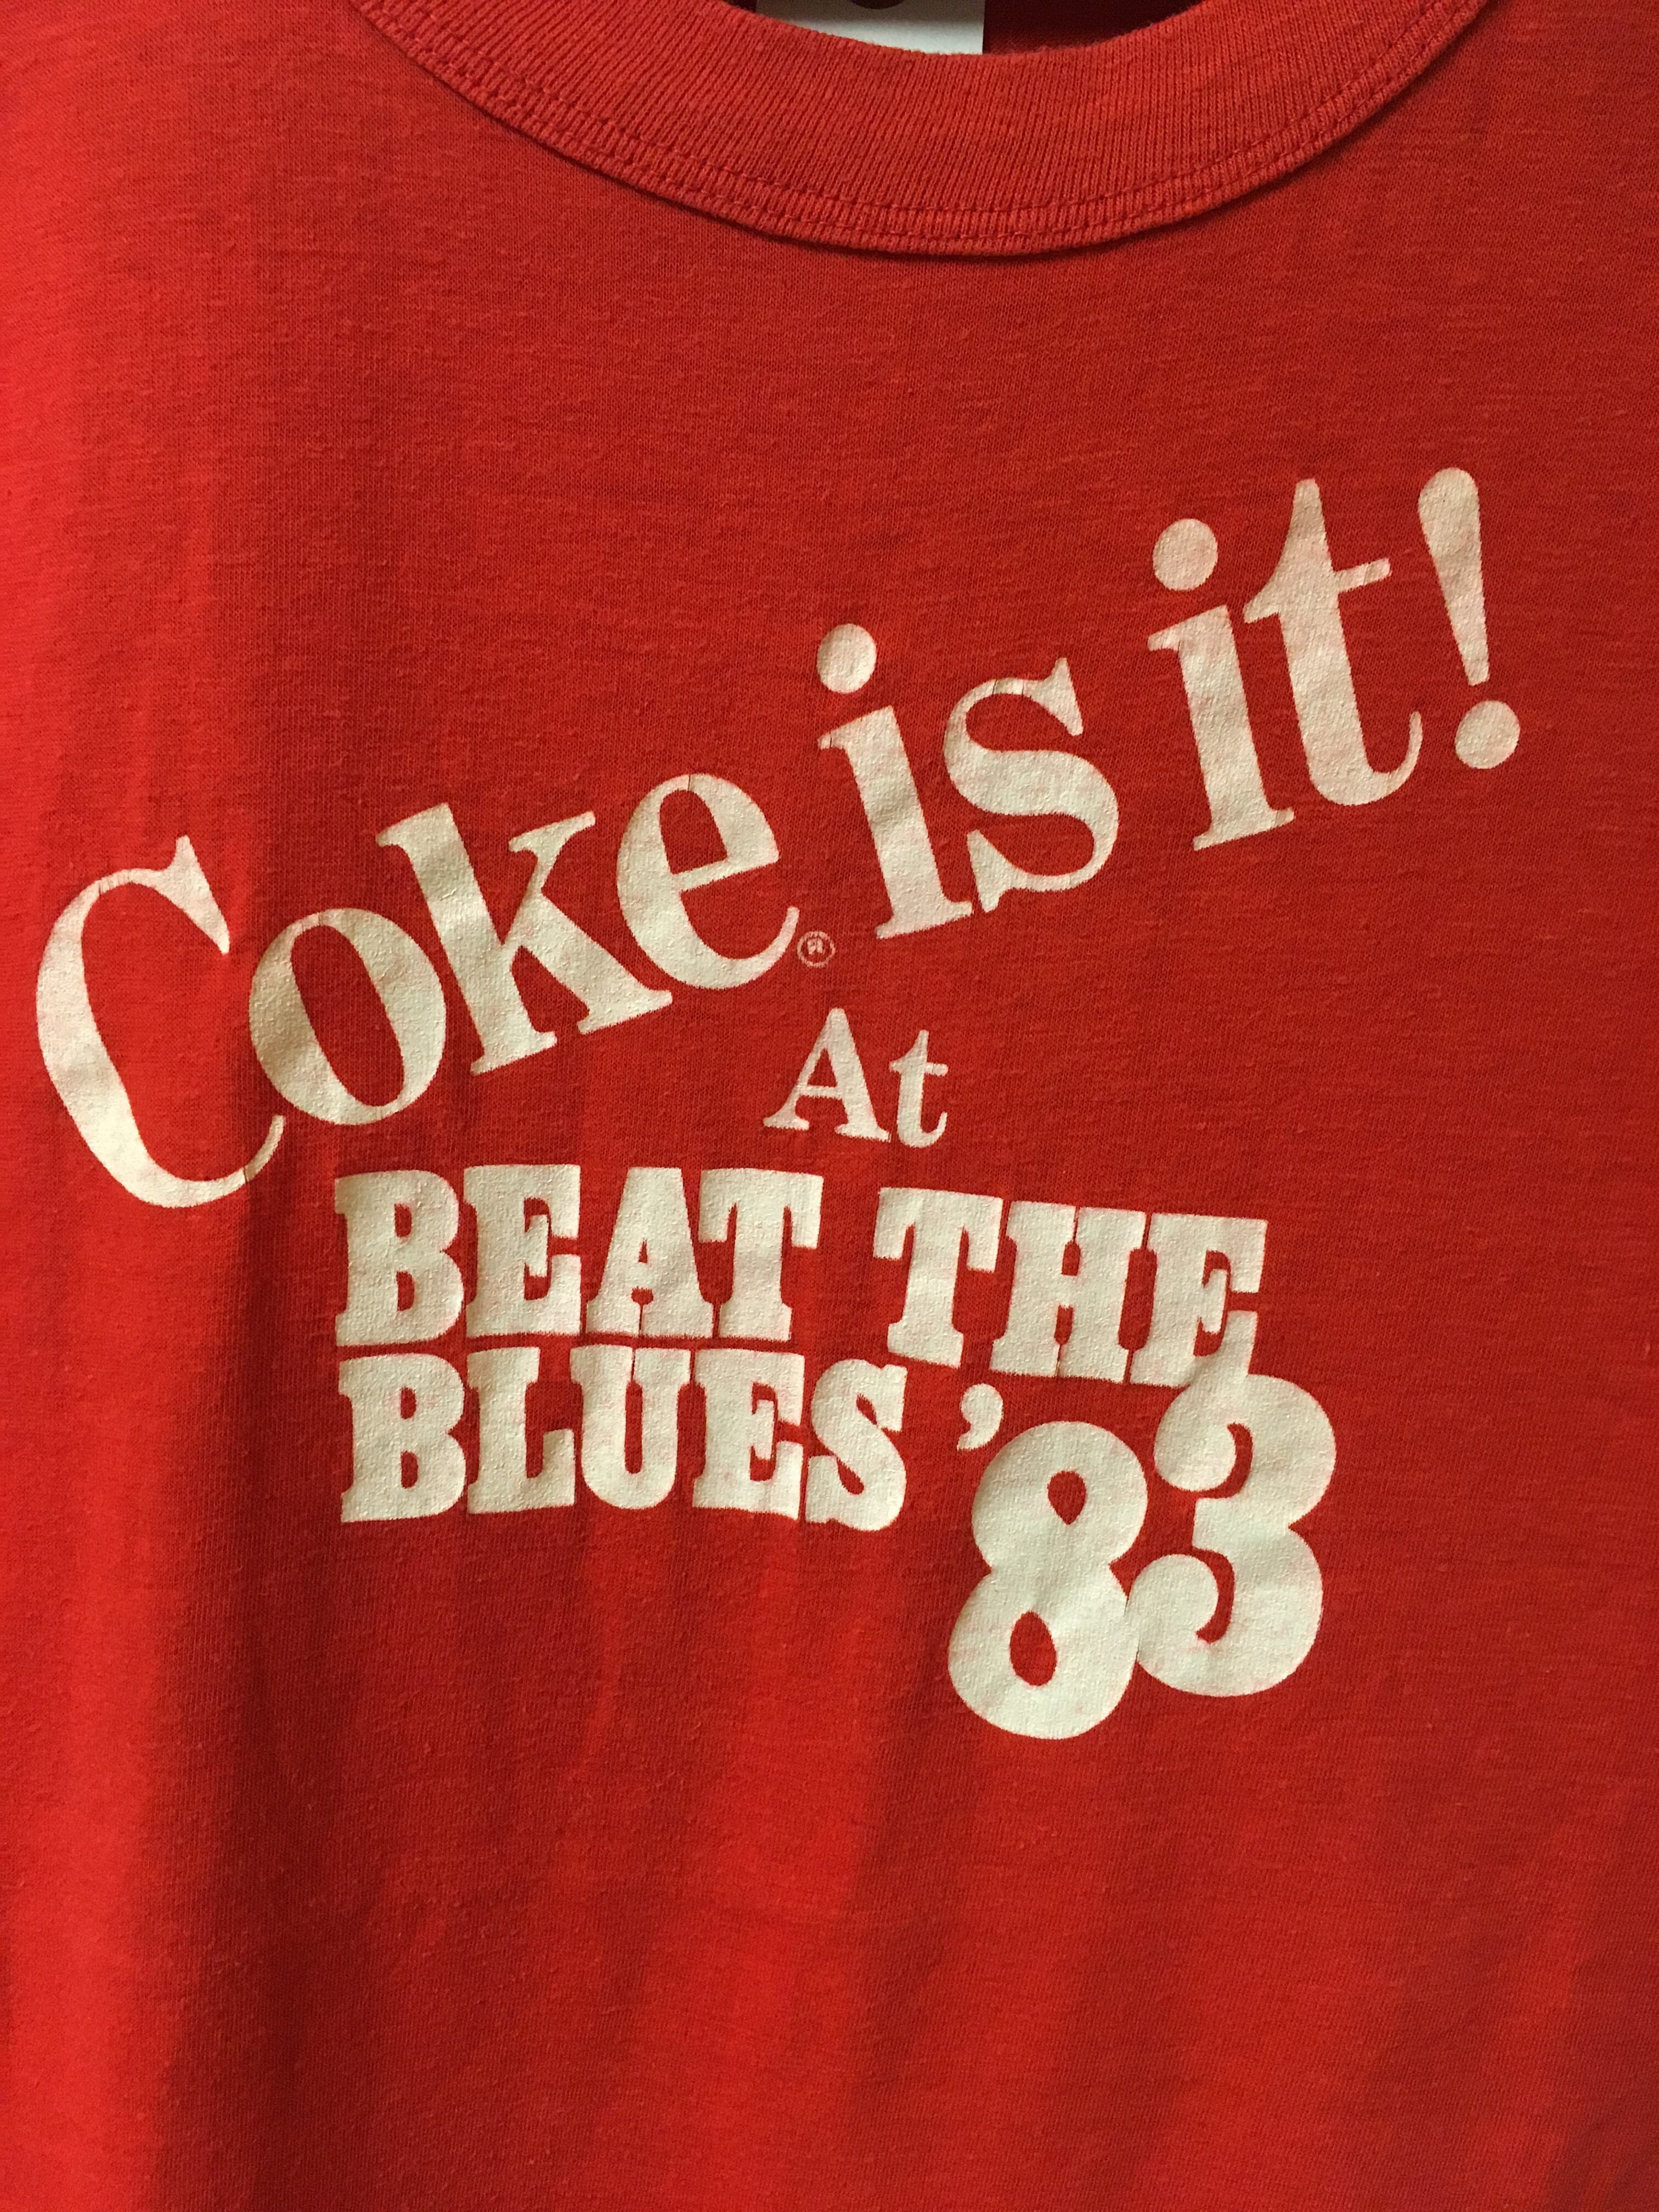 Coke® is it!
At
BEAT THE
BLUES '83